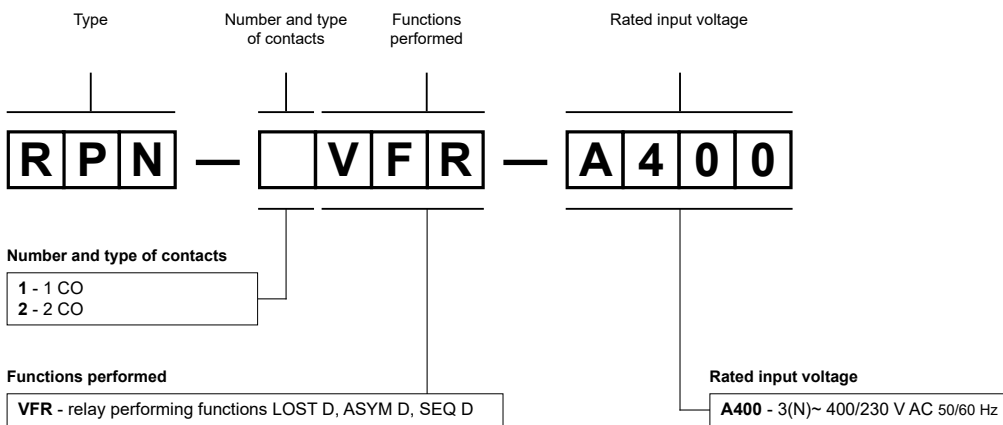 Type
Number and type
of contacts
Functions
performed
Rated input voltage
RPN — VFR — A400
Number and type of contacts
1 - 1 CO
2 - 2 CO
Functions performed
VFR - relay performing functions LOST D, ASYM D, SEQ D
Rated input voltage
A400 - 3(N)~ 400/230 V AC 50/60 Hz